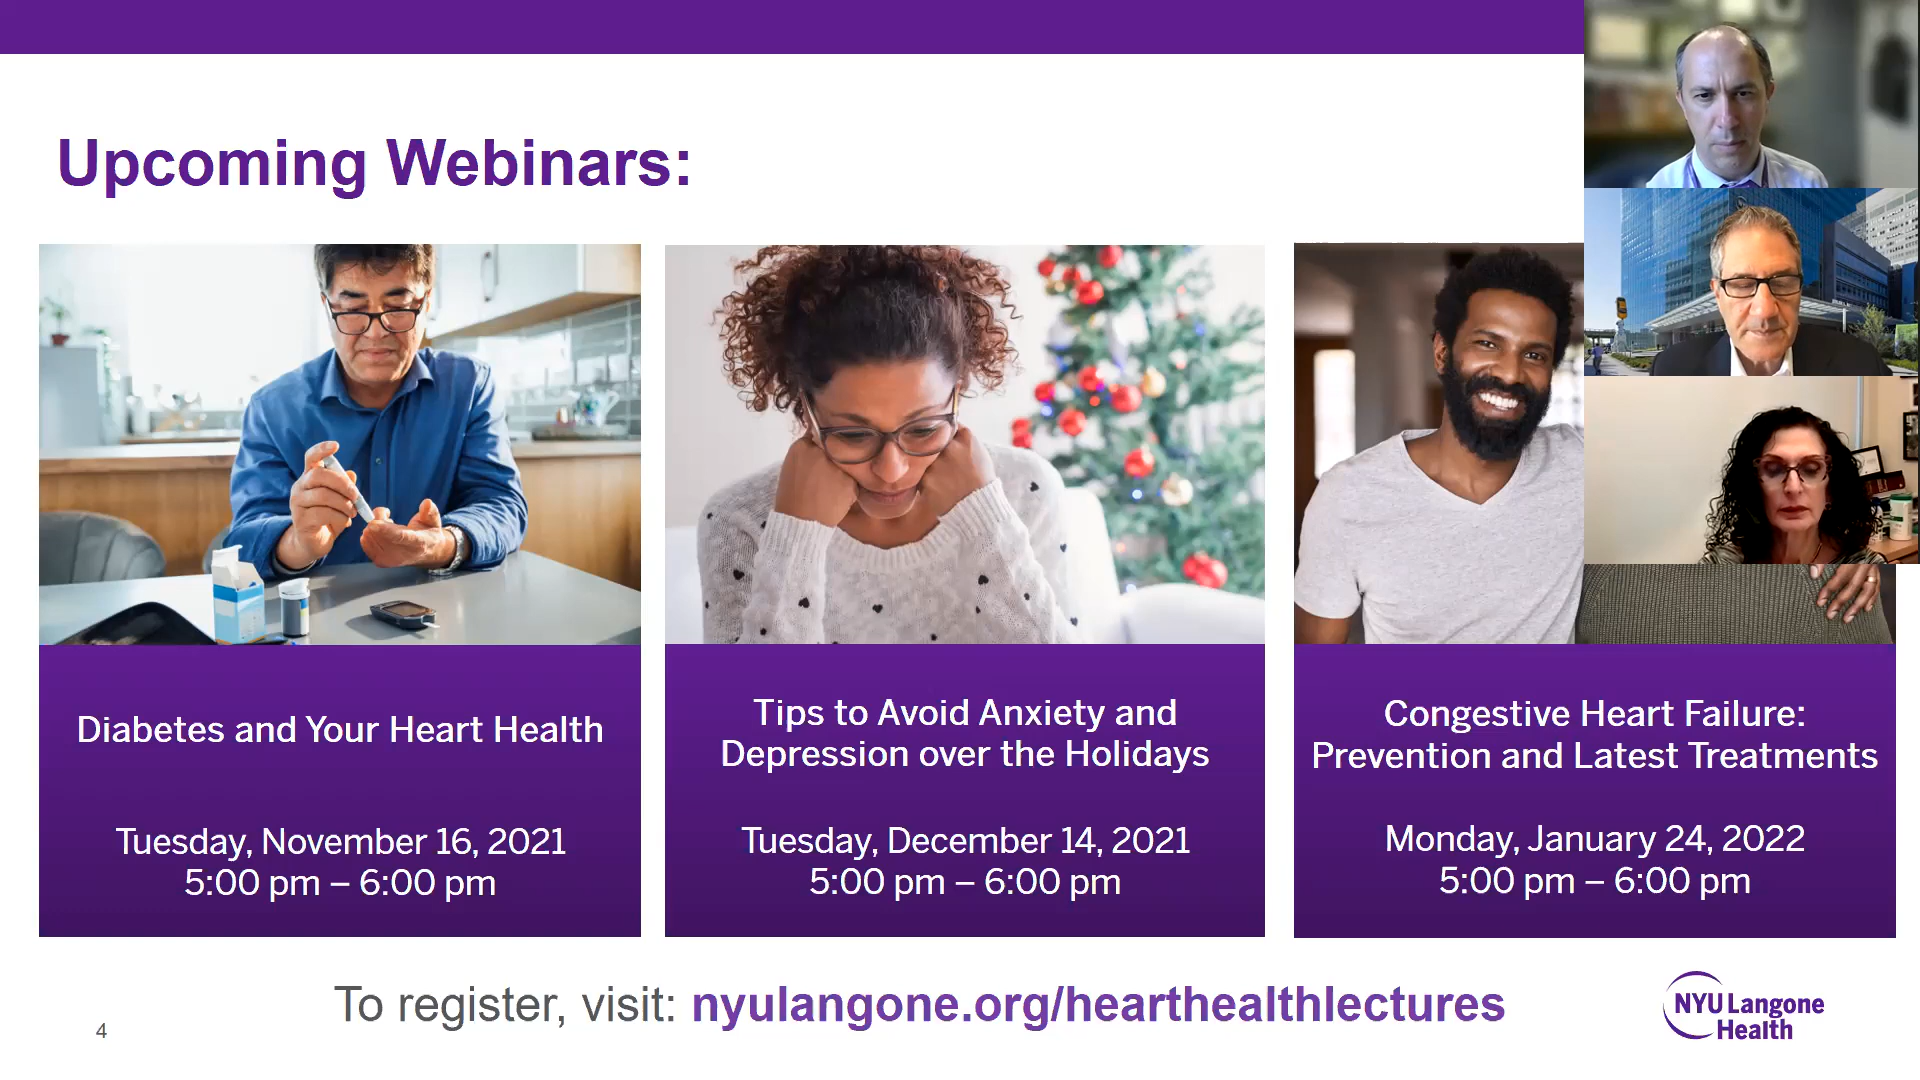 Upcoming Webinars:
Diabetes and Your Heart Health
Tuesday, November 16, 2021
5:00 pm – 6:00 pm
Tips to Avoid Anxiety and
Depression over the Holidays
Tuesday, December 14, 2021
5:00 pm – 6:00 pm
Congestive Heart Failure:
Prevention and Latest Treatments
Monday, January 24, 2022
5:00 pm – 6:00 pm
To register, visit: nyulangone.org/hearthealthlectures
4
NYU Langone
Health